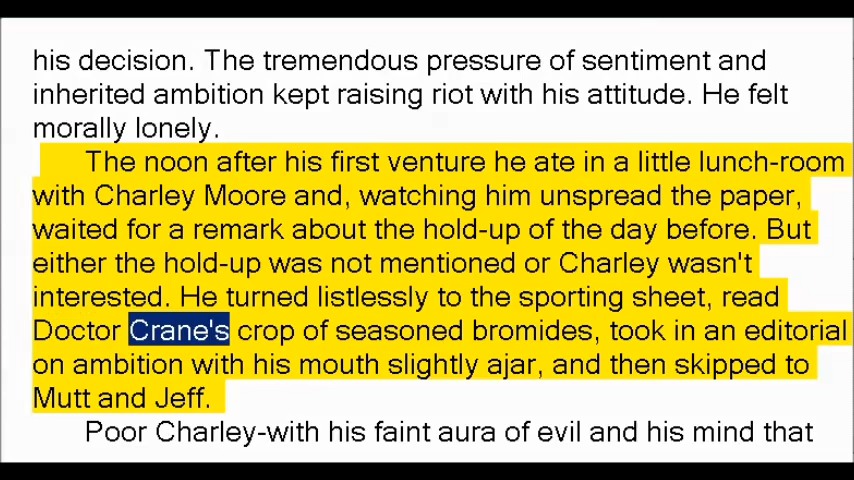 his decision. The tremendous pressure of sentiment and
inherited ambition kept raising riot with his attitude. He felt
morally lonely.
The noon after his first venture he ate in a little lunch-room
with Charley Moore and, watching him unspread the paper,
waited for a remark about the hold-up of the day before. But
either the hold-up was not mentioned or Charley wasn't
interested. He turned listlessly to the sporting sheet, read
Doctor Crane's crop of seasoned bromides, took in an editorial
on ambition with his mouth slightly ajar, and then skipped to
Mutt and Jeff.
Poor Charley-with his faint aura of evil and his mind that